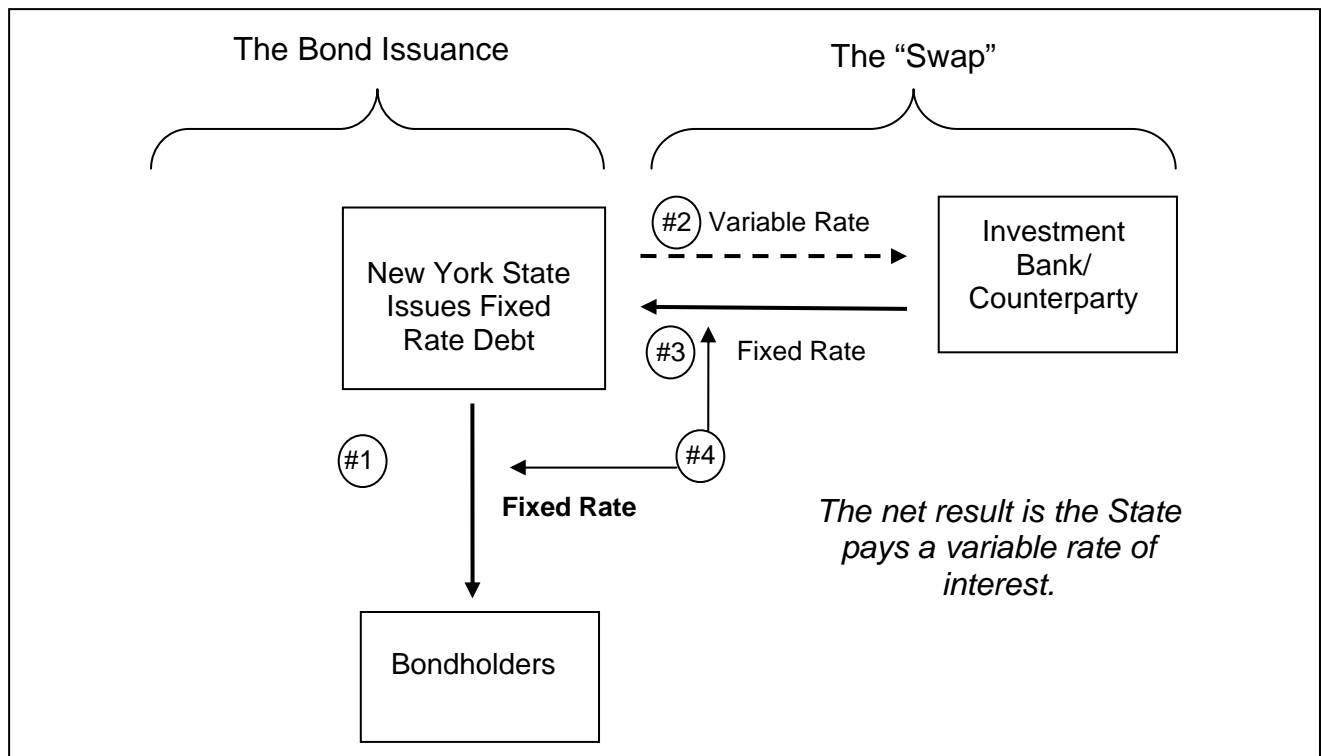 The Bond Issuance
The “Swap”
New York State
Issues Fixed
Rate Debt
#2 Variable Rate
Investment
Bank/
Counterparty
#3 Fixed Rate
#1
#4
Fixed Rate
The net result is the State
pays a variable rate of
interest.
Bondholders